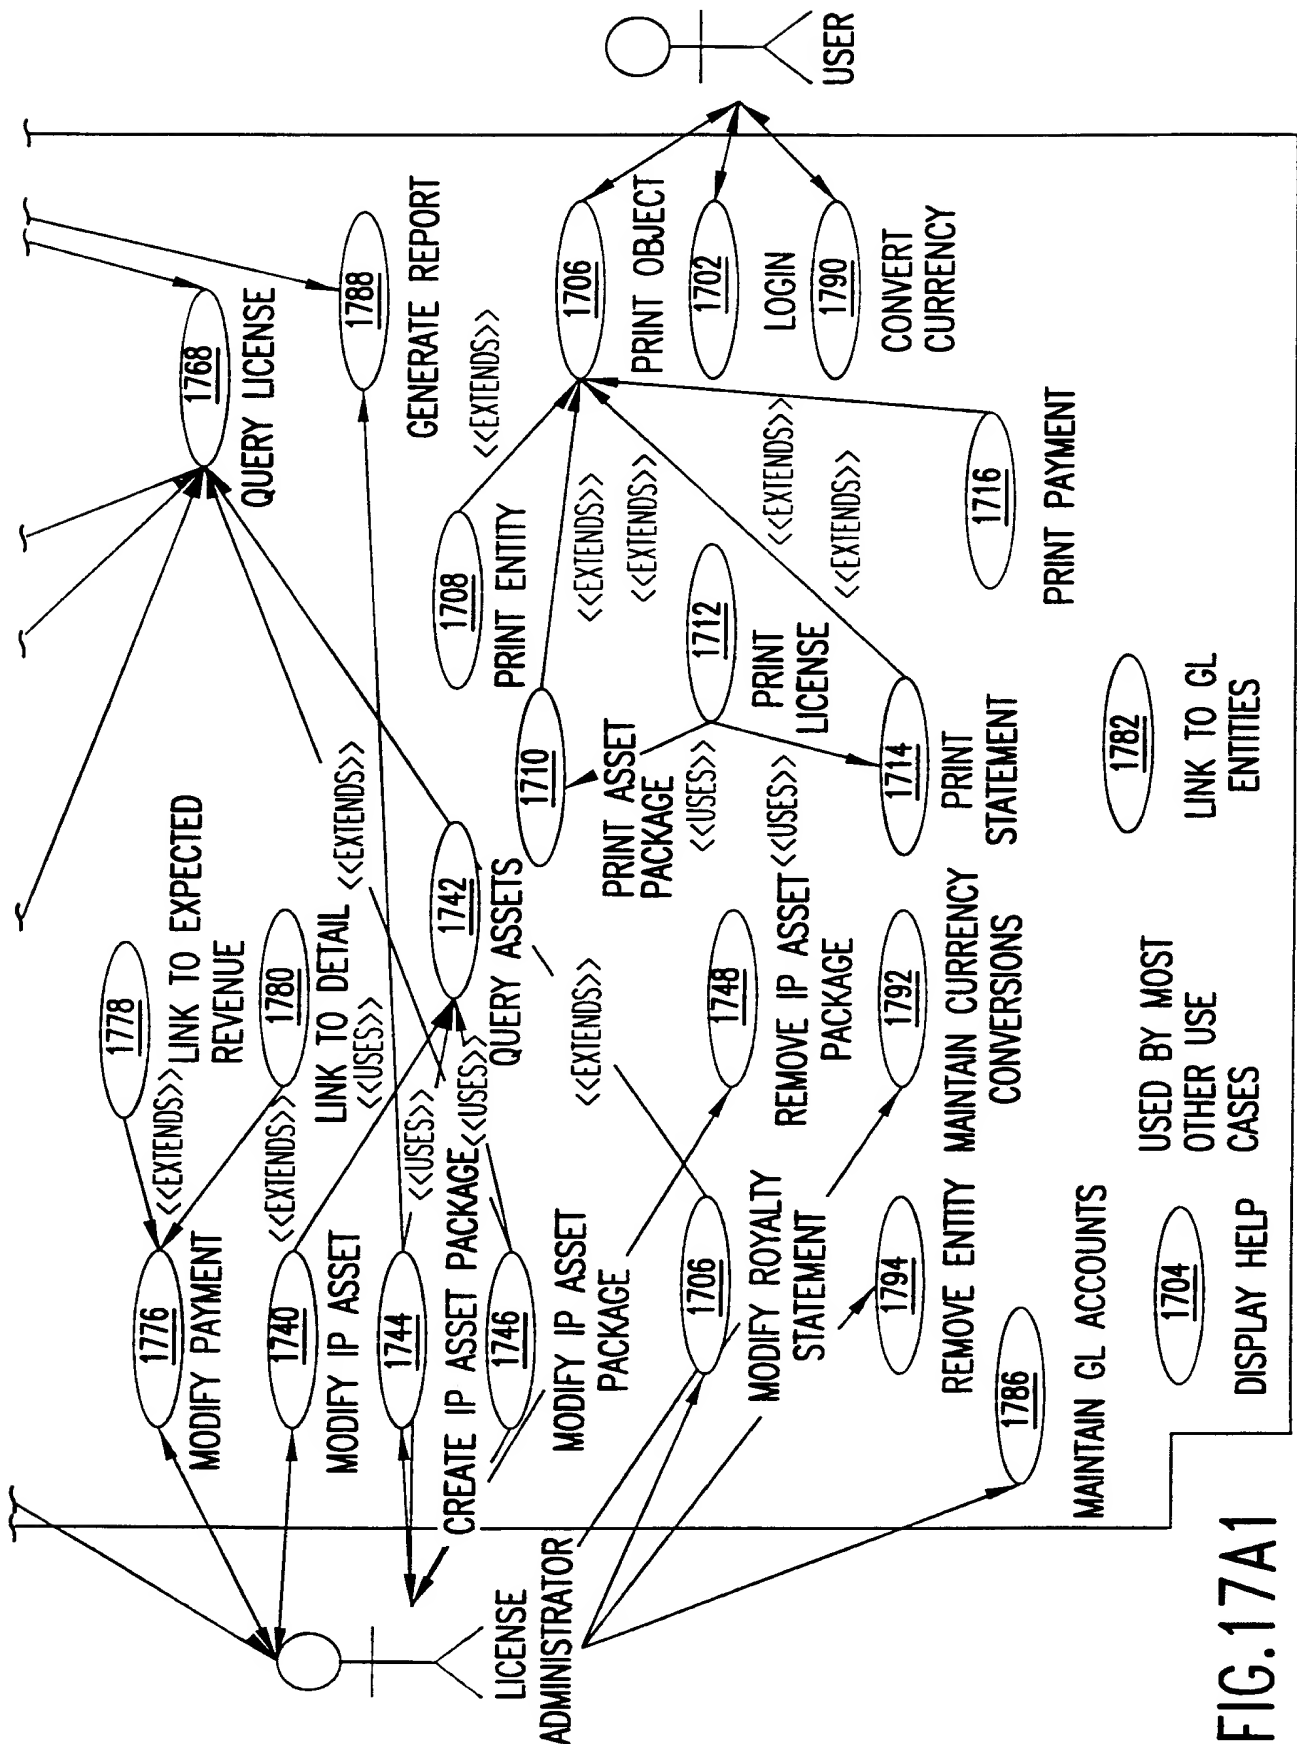 1768
QUERY LICENSE
1788
GENERATE REPORT
USER
1778
LINK TO EXPECTED
REVENUE
<<EXTENDS>>
1776
MODIFY PAYMENT
1780
LINK TO DETAIL
<<EXTENDS>>
<<USES>>
<<EXTENDS>>
1740
MODIFY IP ASSET
1742
QUERY ASSETS
1744
CREATE IP ASSET PACKAGE
<<USES>>
<<USES>>
1746
MODIFY IP ASSET
PACKAGE
1708
PRINT ENTITY
<<EXTENDS>>
1706
PRINT OBJECT
1710
PRINT ASSET
PACKAGE
<<EXTENDS>>
<<EXTENDS>>
1702
LOGIN
1712
PRINT
LICENSE
<<USES>>
<<USES>>
<<EXTENDS>>
<<EXTENDS>>
1790
CONVERT
CURRENCY
<<EXTENDS>>
1706
MODIFY ROYALTY
STATEMENT
1748
REMOVE IP ASSET
PACKAGE
1714
PRINT
STATEMENT
1716
PRINT PAYMENT
1794
REMOVE ENTITY
1792
MAINTAIN CURRENCY
CONVERSIONS
1786
MAINTAIN GL ACCOUNTS
1782
LINK TO GL
ENTITIES
1704
DISPLAY HELP
USED BY MOST
OTHER USE
CASES
LICENSE
ADMINISTRATOR
FIG.17A1